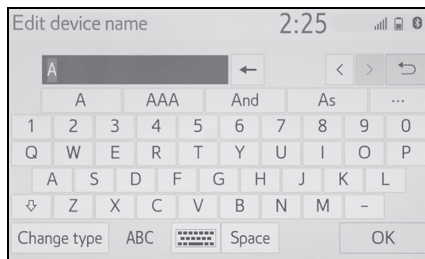 Edit device name 2:25
A
A AAA And As ...
1 2 3 4 5 6 7 8 9 0
Q W E R T Y U I O P
A S D F G H J K L
Z X C V B N M -
Change type ABC Space OK